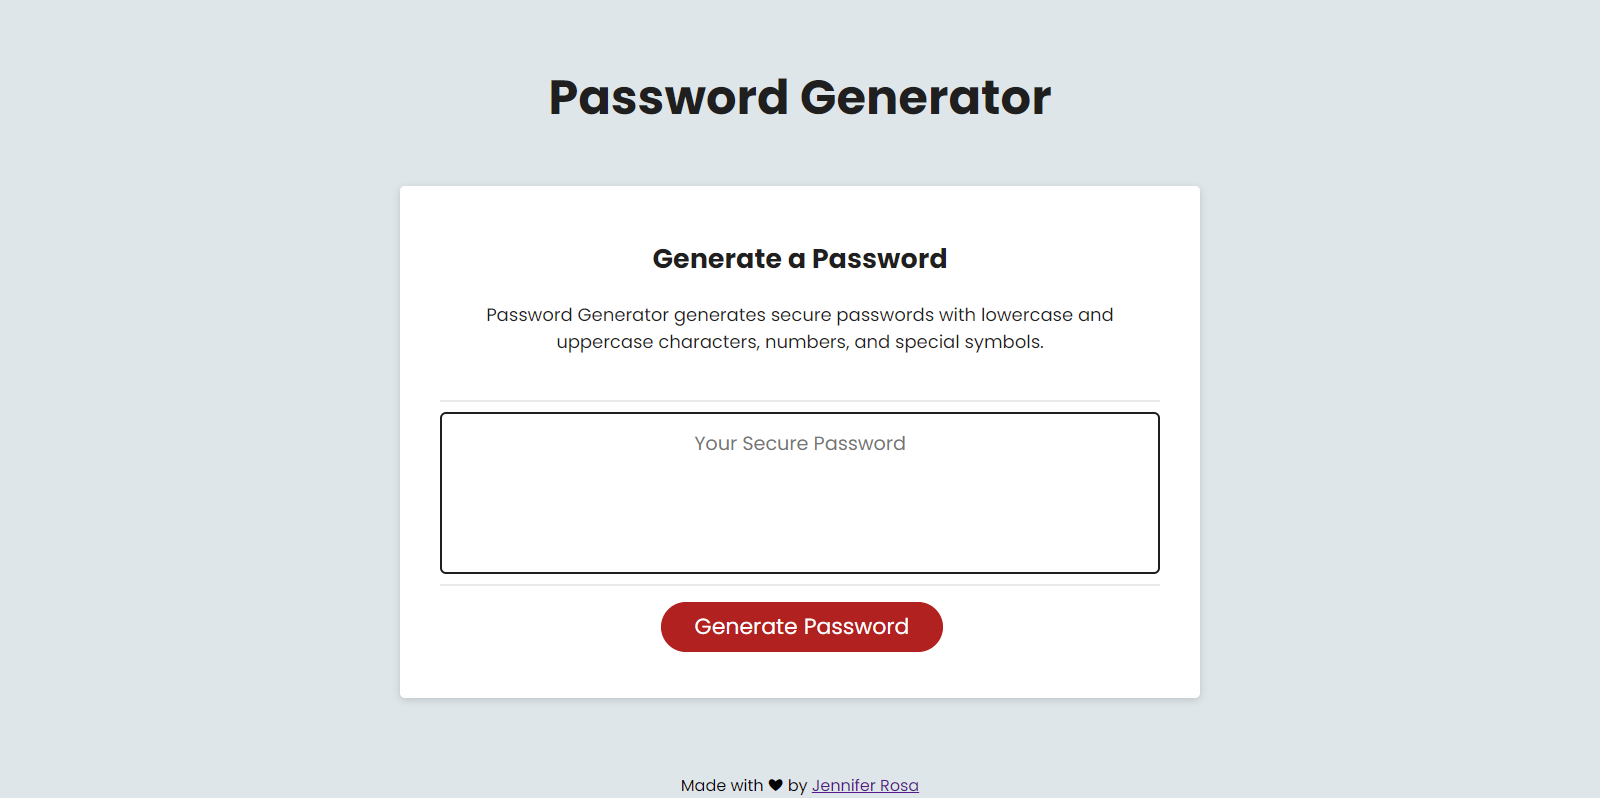 Password Generator
Generate a Password
Password Generator generates secure passwords with lowercase and
uppercase characters, numbers, and special symbols.
Your Secure Password
Generate Password
Made with ♥ by Jennifer Rosa